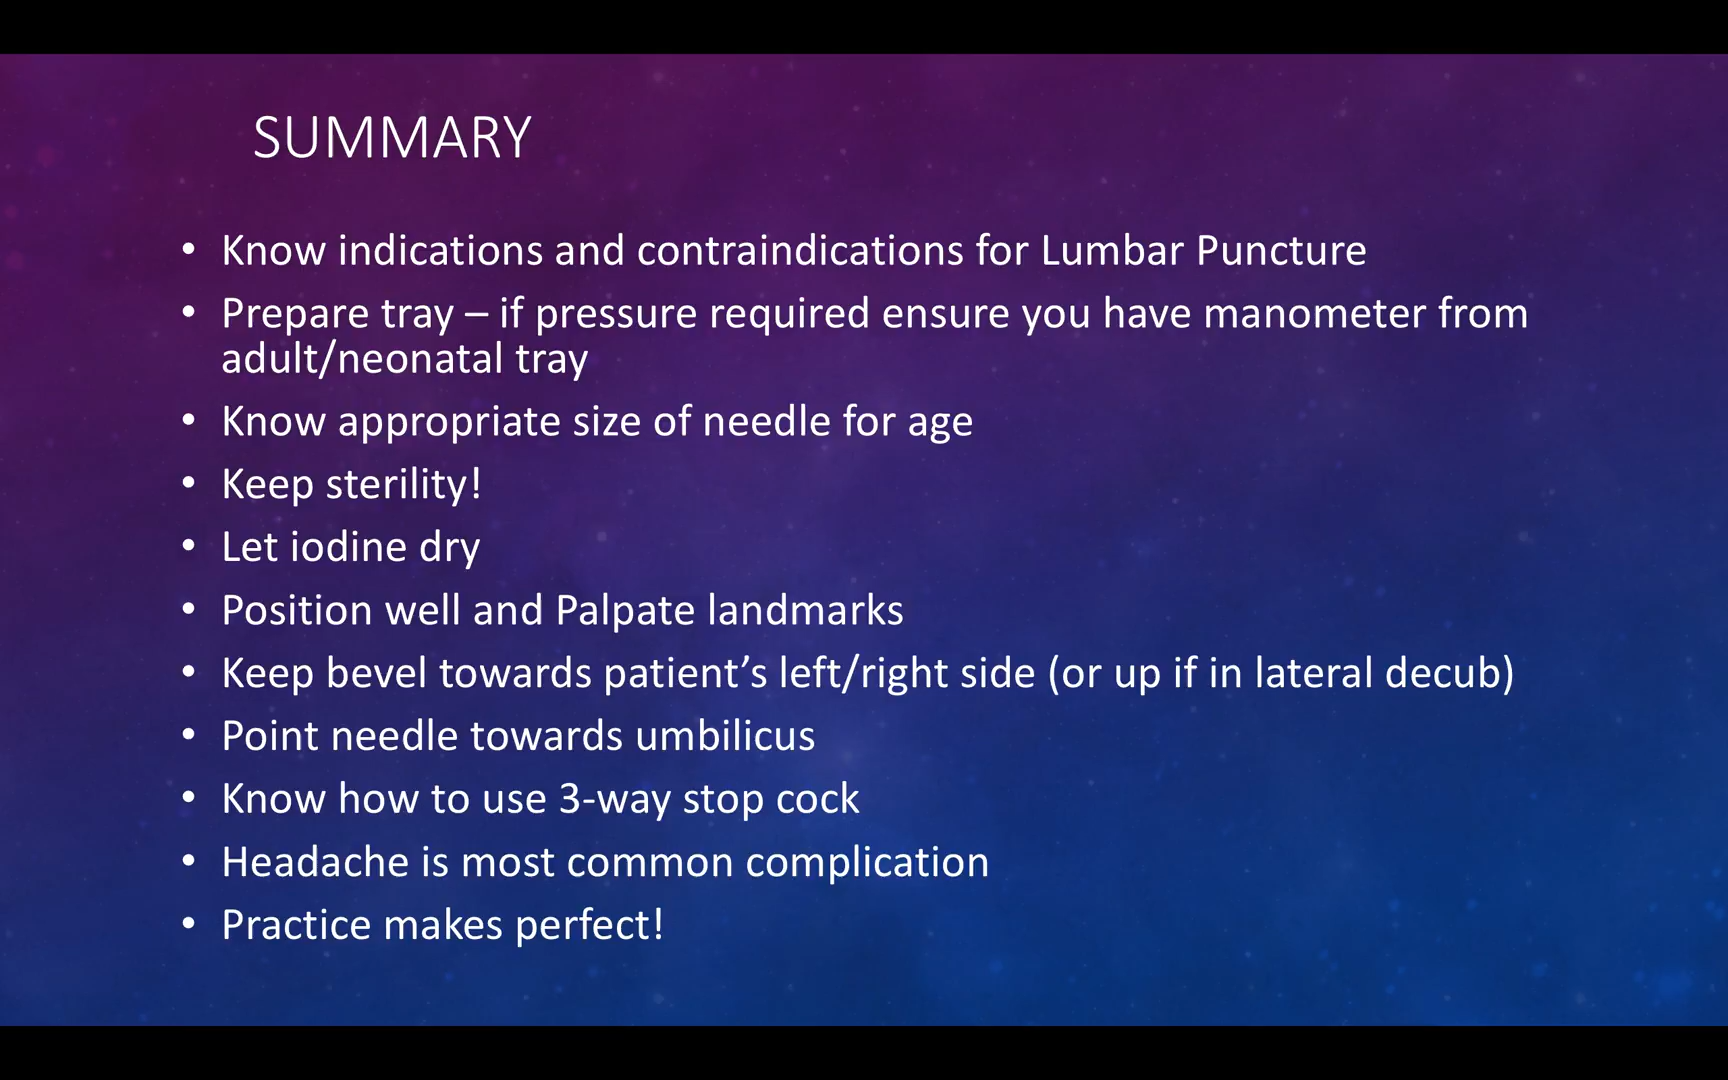 SUMMARY
• Know indications and contraindications for Lumbar Puncture
• Prepare tray – if pressure required ensure you have manometer from
adult/neonatal tray
• Know appropriate size of needle for age
• Keep sterility!
• Let iodine dry
• Position well and Palpate landmarks
• Keep bevel towards patient’s left/right side (or up if in lateral decub)
• Point needle towards umbilicus
• Know how to use 3-way stop cock
• Headache is most common complication
• Practice makes perfect!